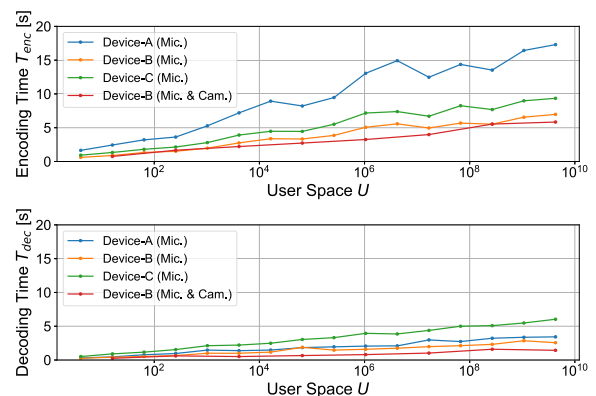 20
15
10
5
0
Encoding Time T_enc [s]
Device-A (Mic.)
Device-B (Mic.)
Device-C (Mic.)
Device-B (Mic. & Cam.)
10^2
10^4
10^6
10^8
10^10
User Space U
20
15
10
5
0
Decoding Time T_dec [s]
Device-A (Mic.)
Device-B (Mic.)
Device-C (Mic.)
Device-B (Mic. & Cam.)
10^2
10^4
10^6
10^8
10^10
User Space U